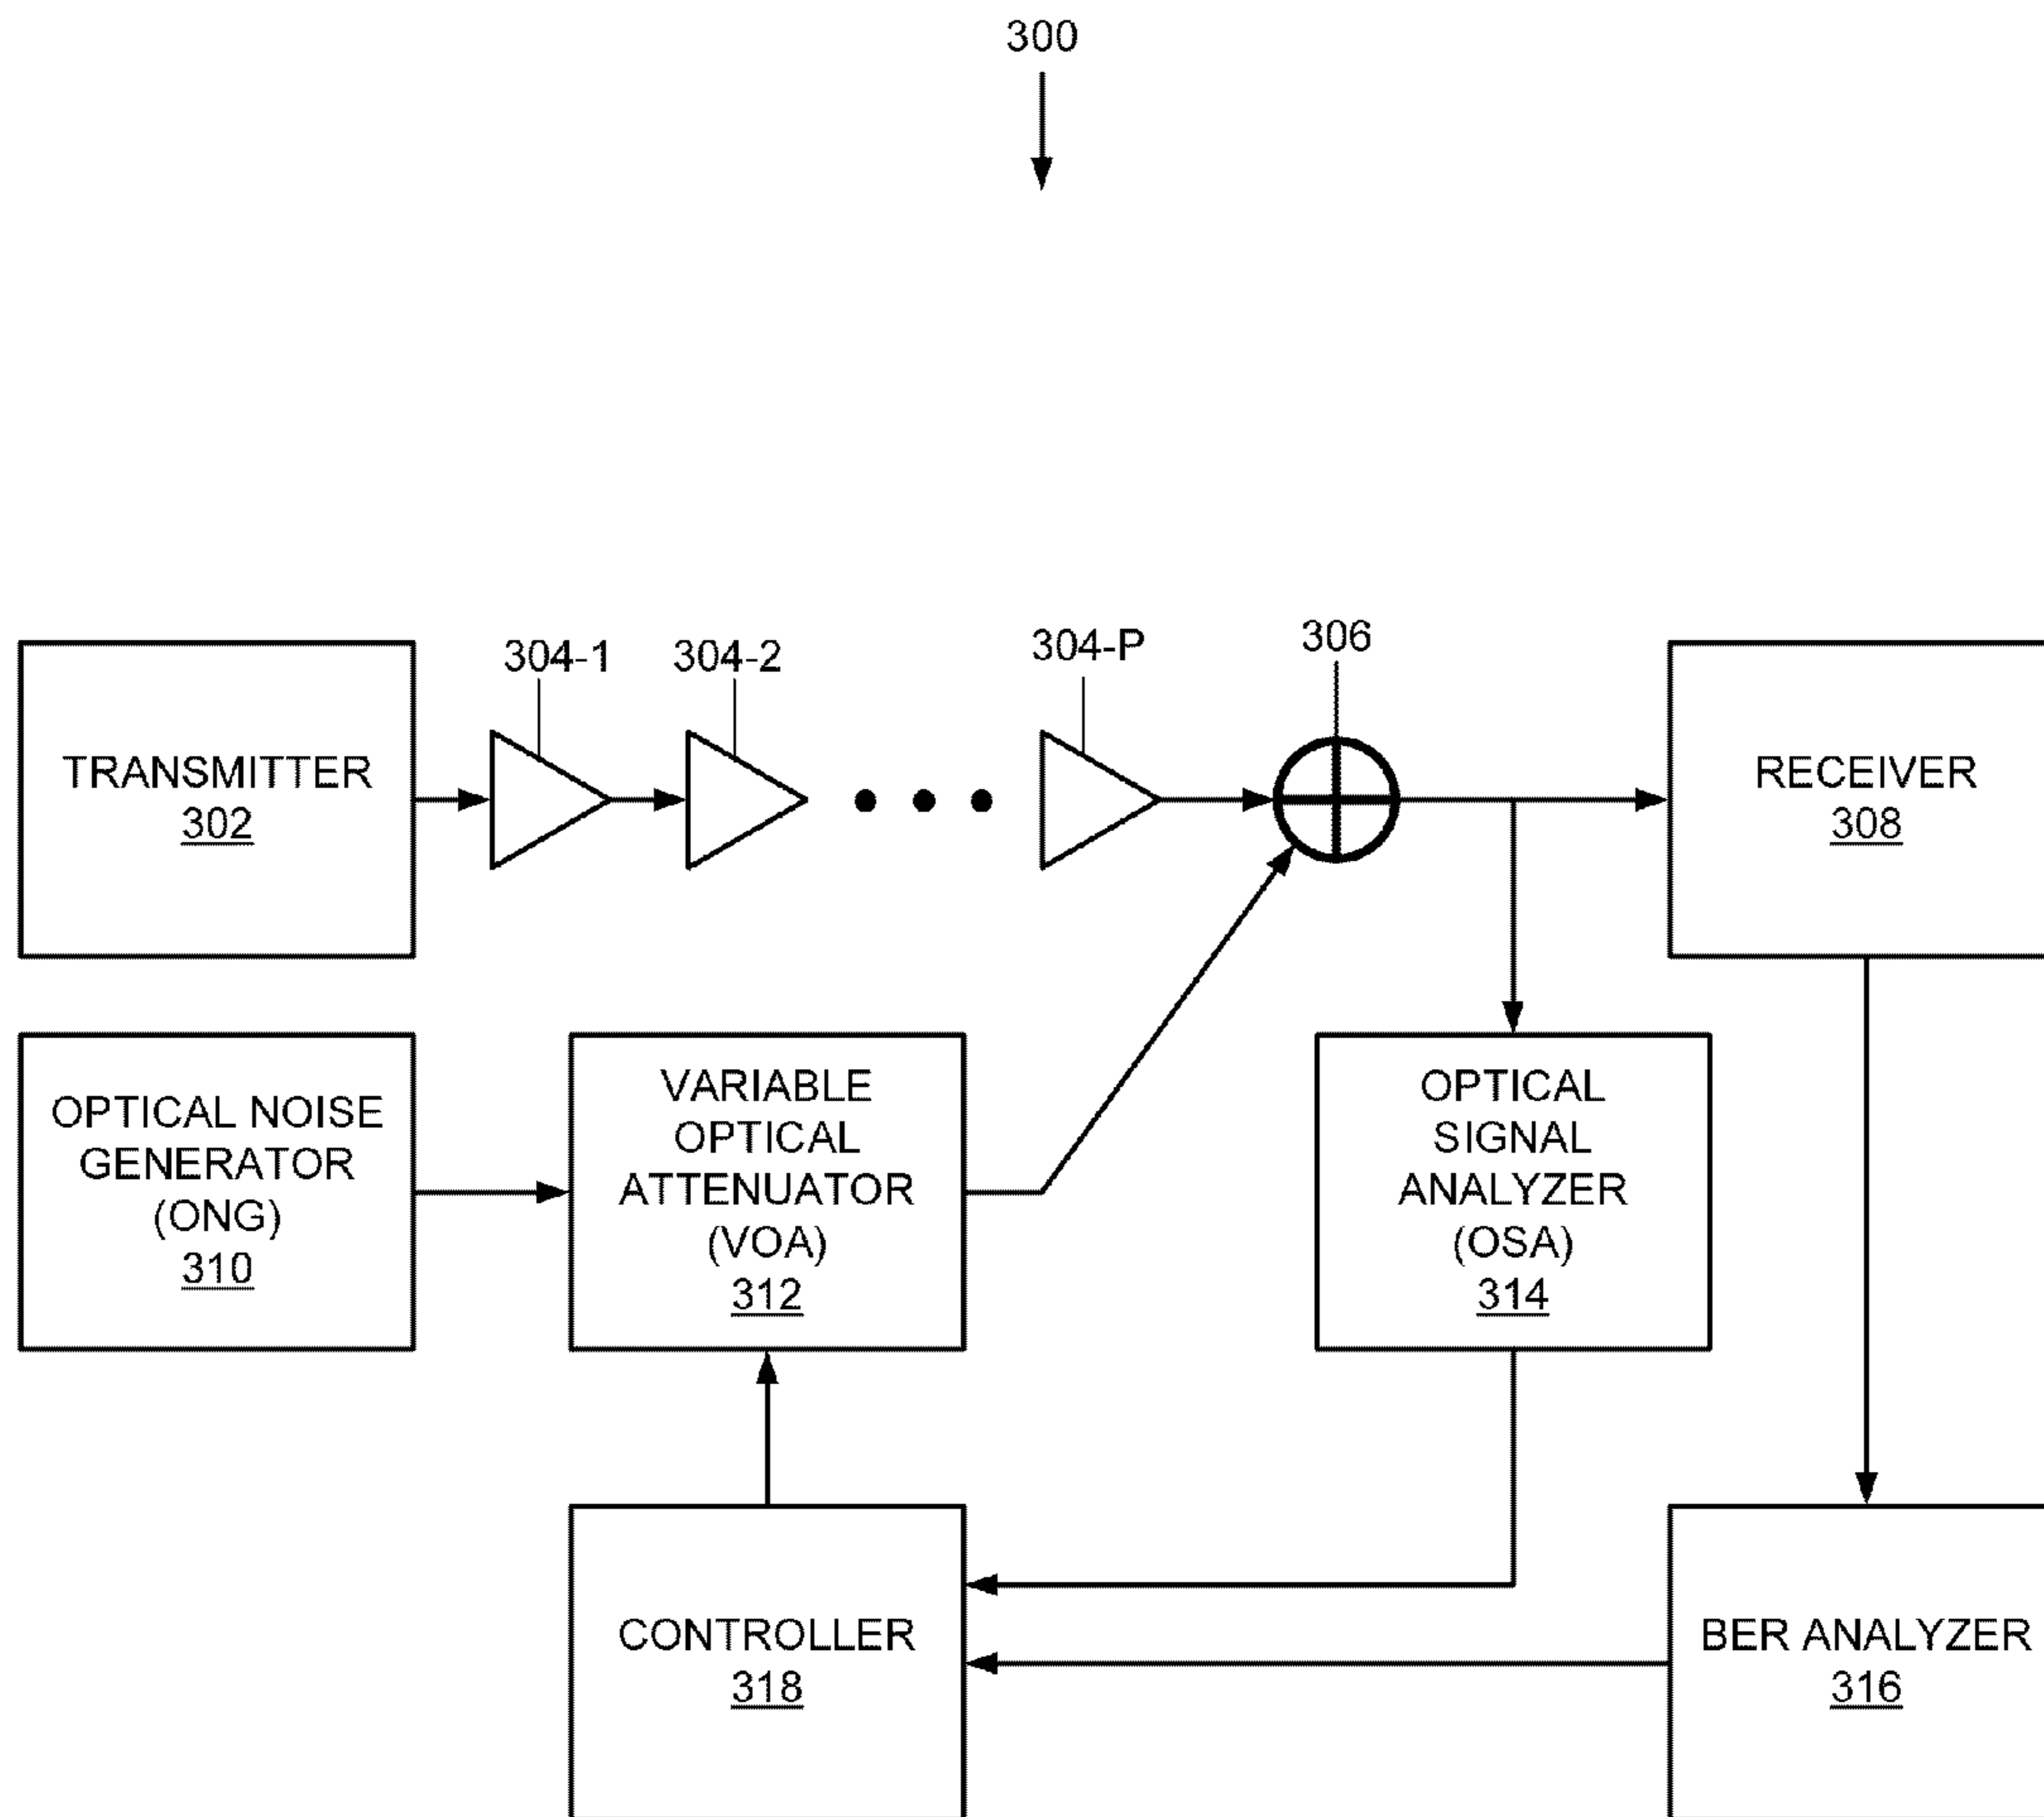 300
304-1
304-2
304-P
306
TRANSMITTER
302
RECEIVER
308
OPTICAL NOISE
GENERATOR
(ONG)
310
VARIABLE
OPTICAL
ATTENUATOR
(VOA)
312
OPTICAL
SIGNAL
ANALYZER
(OSA)
314
CONTROLLER
318
BER ANALYZER
316